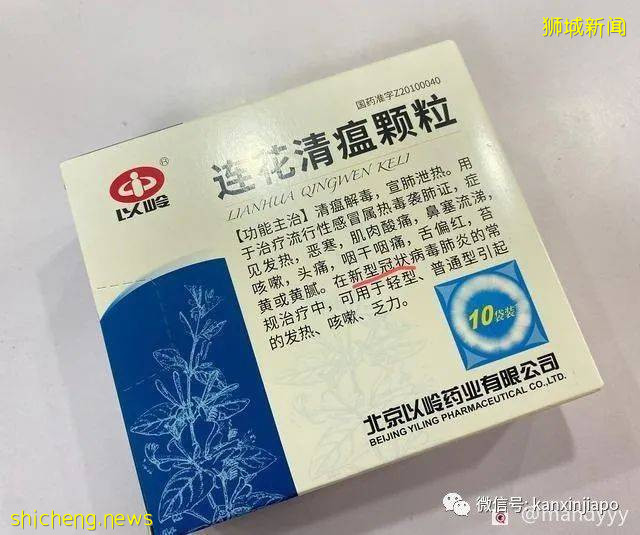 狮城新闻
国药准字Z20100040
®
以岭
连花清瘟颗粒
LIANHUA QINGWEN KELI
【功能主治】清瘟解毒，宣肺泄热。用
于治疗流行性感冒属热毒袭肺证，症
见发热，恶寒，肌肉酸痛，鼻塞流涕，
咳嗽，头痛，咽干咽痛，舌偏红，苔
黄或黄腻。在新型冠状病毒肺炎的常
规治疗中，可用于轻型、普通型引起
的发热、咳嗽、乏力。
10袋装
北京以岭药业有限公司
BEIJING YILING PHARMACEUTICAL CO.,LTD.
微信号: kanxinjiapo
@mandyyy
shicheng.news